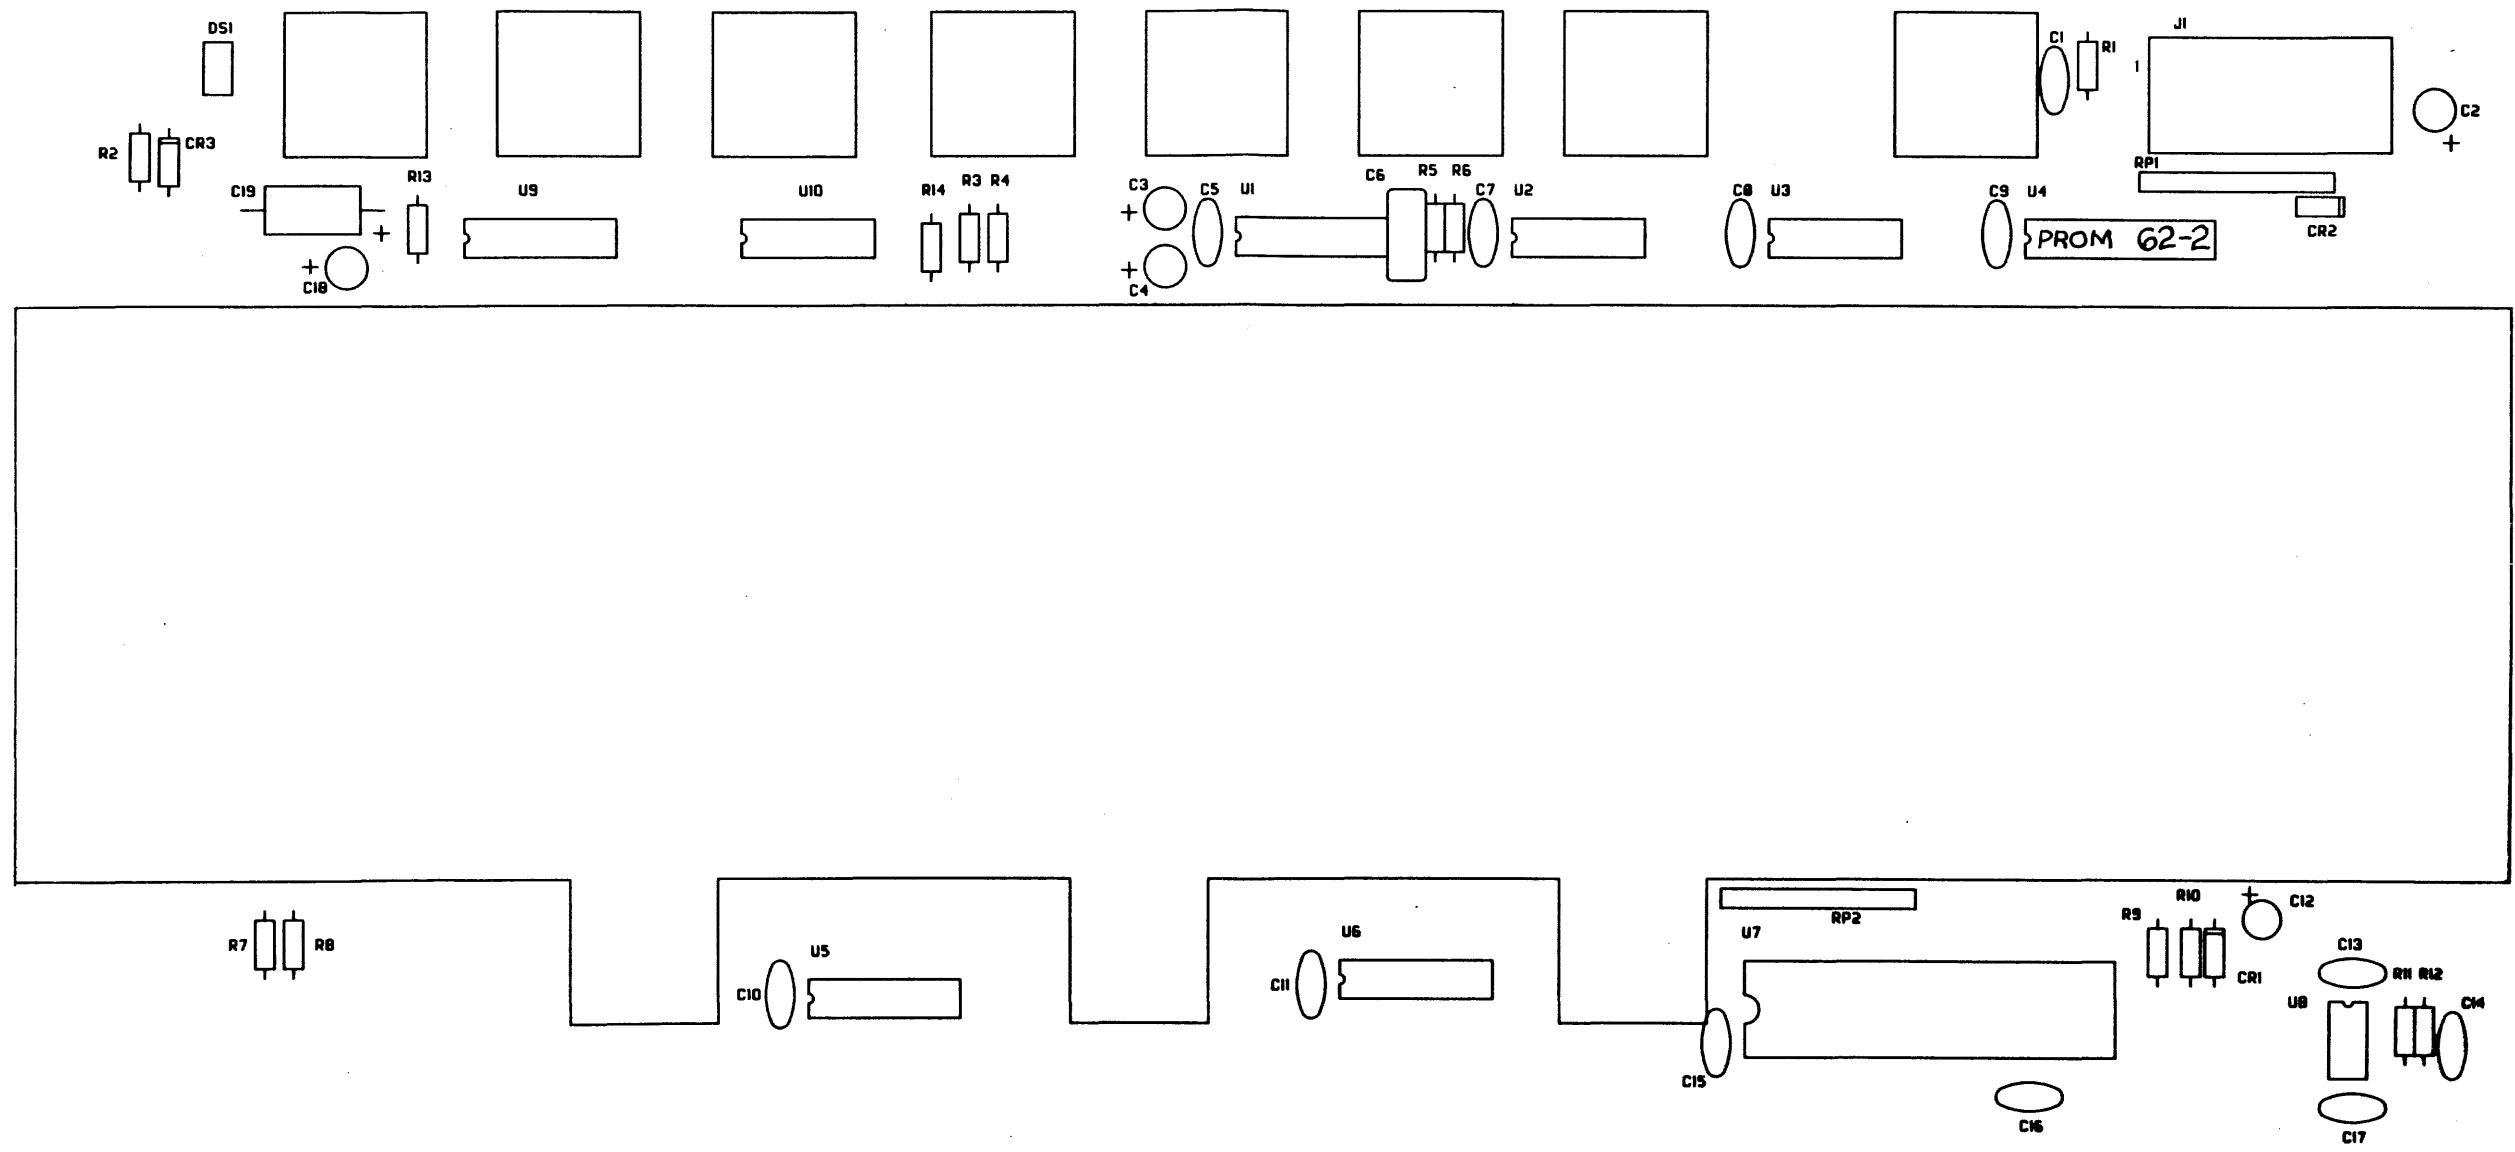 DS1
C1
R1
J1
1
C2
+
R2
CR3
RP1
C19
R13
U9
U10
R14
R3
R4
C3
+
C5
U1
C6
R5
R6
C7
U2
C8
U3
C9
U4
PROM 62-2
CR2
+
+
C18
+
C4
RP2
R7
R8
U5
C10
U6
C11
U7
R9
R10
+
C12
CR1
C13
R11
R12
U8
C14
C15
C16
C17